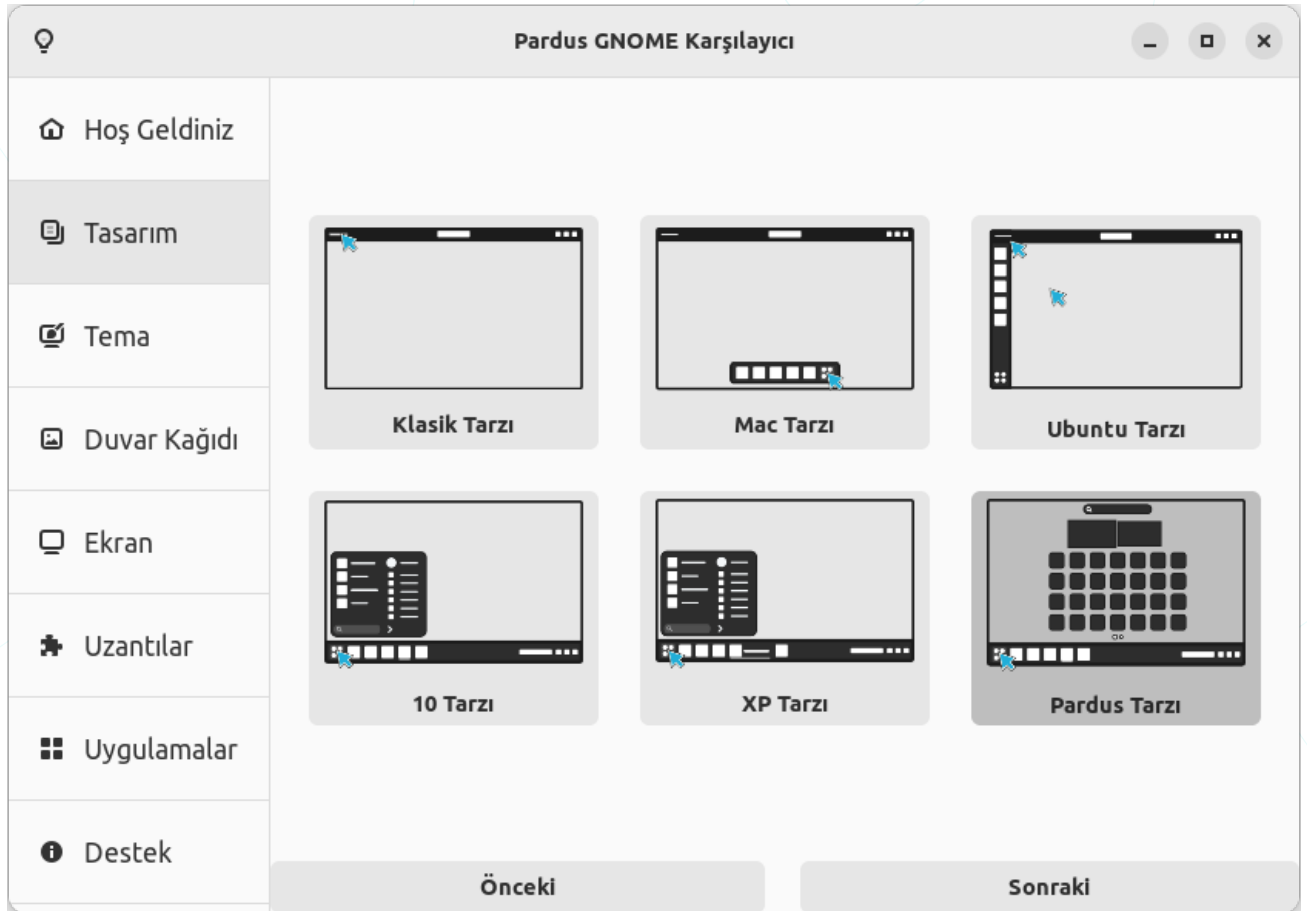 Pardus GNOME Karşılayıcı
Hoş Geldiniz
Tasarım
Tema
Duvar Kağıdı
Ekran
Uzantılar
Uygulamalar
Destek
Klasik Tarzı
Mac Tarzı
Ubuntu Tarzı
10 Tarzı
XP Tarzı
Pardus Tarzı
Önceki
Sonraki